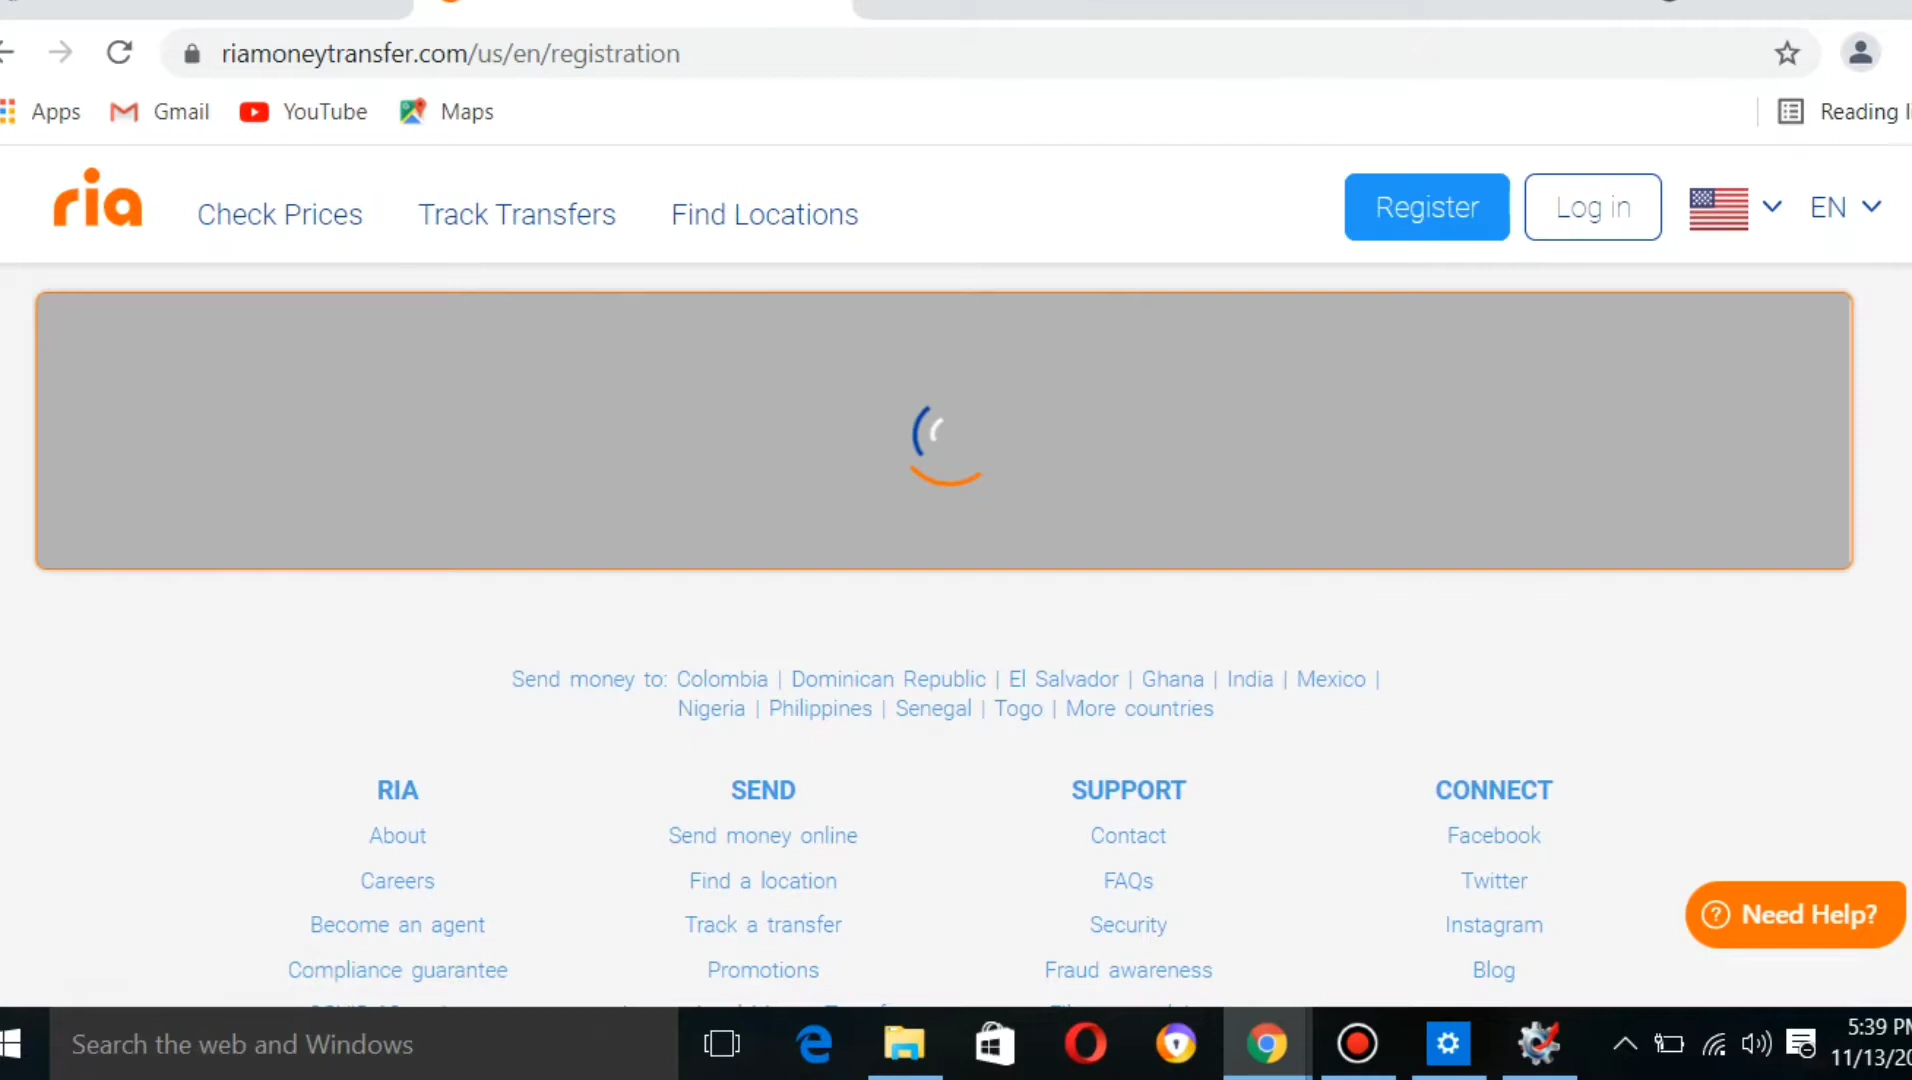 riamoneytransfer.com/us/en/registration
Apps Gmail YouTube Maps Reading
ria Check Prices Track Transfers Find Locations Register Log in EN
Send money to: Colombia | Dominican Republic | El Salvador | Ghana | India | Mexico |
Nigeria | Philippines | Senegal | Togo | More countries
RIA SEND SUPPORT CONNECT
About Send money online Contact Facebook
Careers Find a location FAQs Twitter
Become an agent Track a transfer Security Instagram
Compliance guarantee Promotions Fraud awareness Blog
Need Help?
Search the web and Windows
5:39 PM
11/13/20